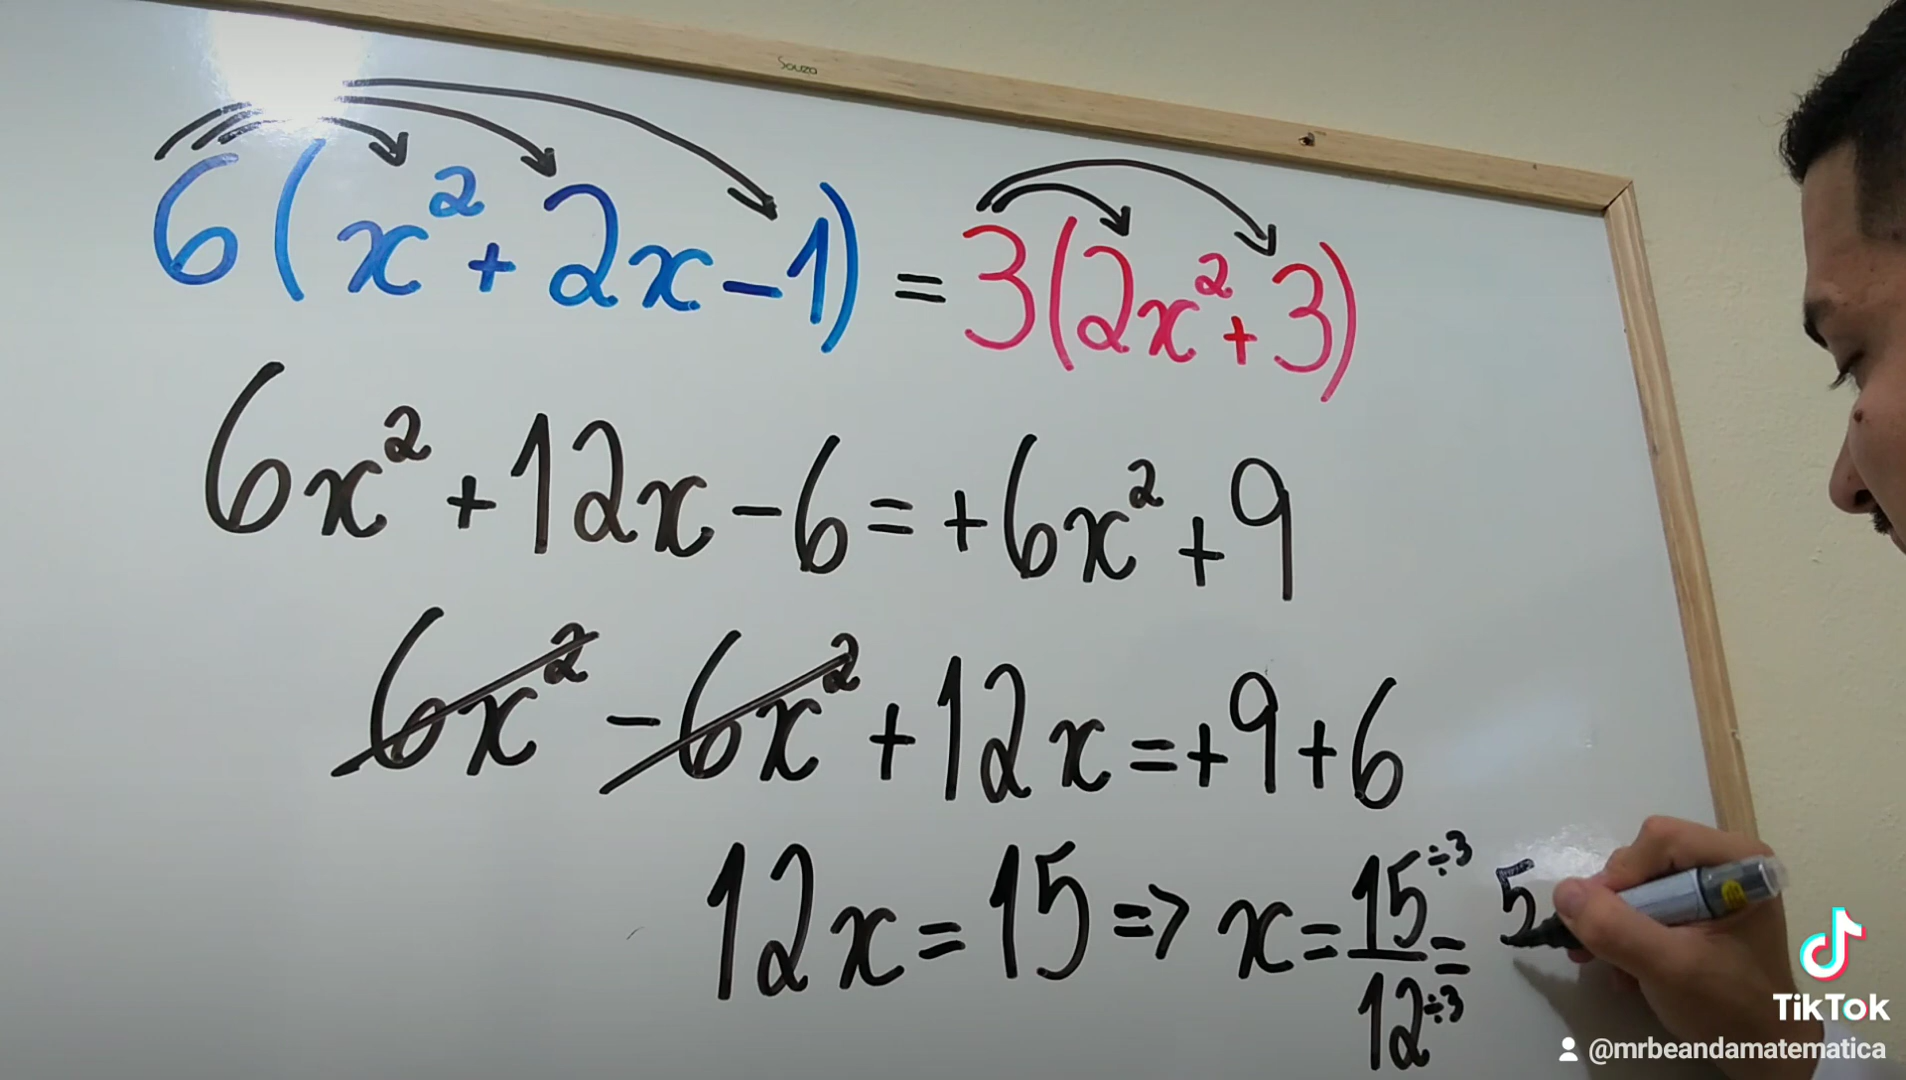 Souza
6(x²+2x-1)=3(2x²+3)
6x²+12x-6=+6x²+9
6x²-6x²+12x=+9+6
12x=15=>x=15÷3/12÷3=5
TikTok
@mrbeandamatematica